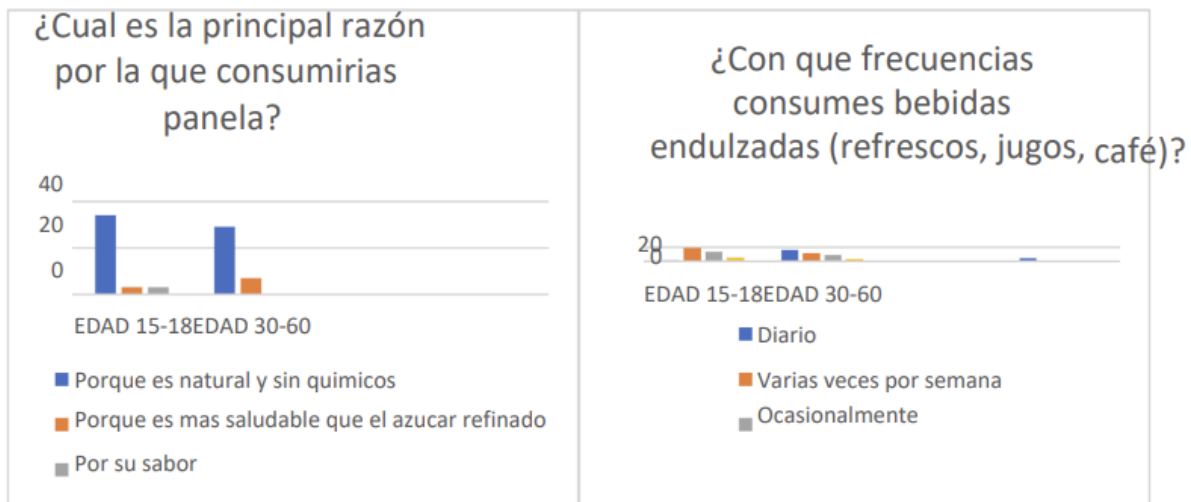 ¿Cual es la principal razón
por la que consumirias
panela?
40
20
0
EDAD 15-18EDAD 30-60
Porque es natural y sin quimicos
Porque es mas saludable que el azucar refinado
Por su sabor
¿Con que frecuencias
consumes bebidas
endulzadas (refrescos, jugos, café)?
20
0
EDAD 15-18EDAD 30-60
Diario
Varias veces por semana
Ocasionalmente